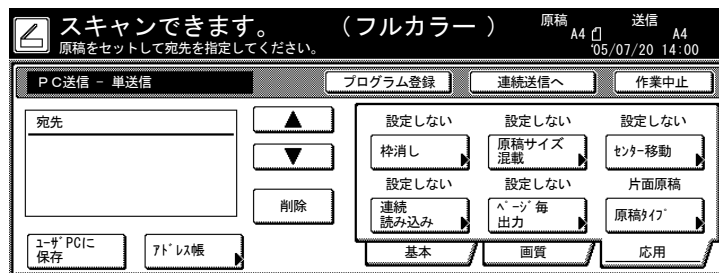 スキャンできます。 (フルカラー) 原稿 A4 送信 A4
原稿をセットして宛先を指定してください。 '05/07/20 14:00
PC送信 - 単送信 プログラム登録 連続送信へ 作業中止
宛先
設定しない 設定しない 設定しない
枠消し 原稿サイズ混載 ｾﾝﾀｰ移動
設定しない 設定しない 片面原稿
削除 連続読み込み ﾍﾟｰｼﾞ毎出力 原稿ﾀｲﾌﾟ
ﾕｰｻﾞPCに保存 ｱﾄﾞﾚｽ帳
基本 画質 応用